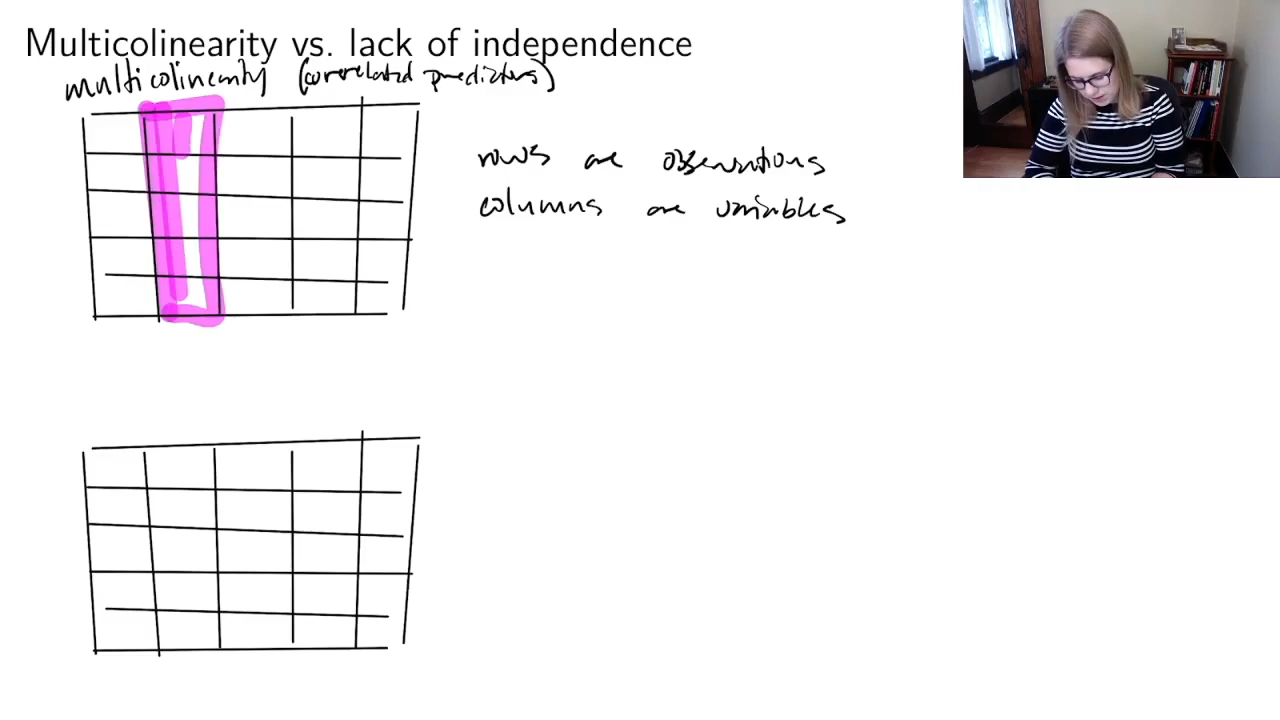 Multicolinearity vs. lack of independence
multicolinearity (correlated predictors)
rows are observations
columns are variables